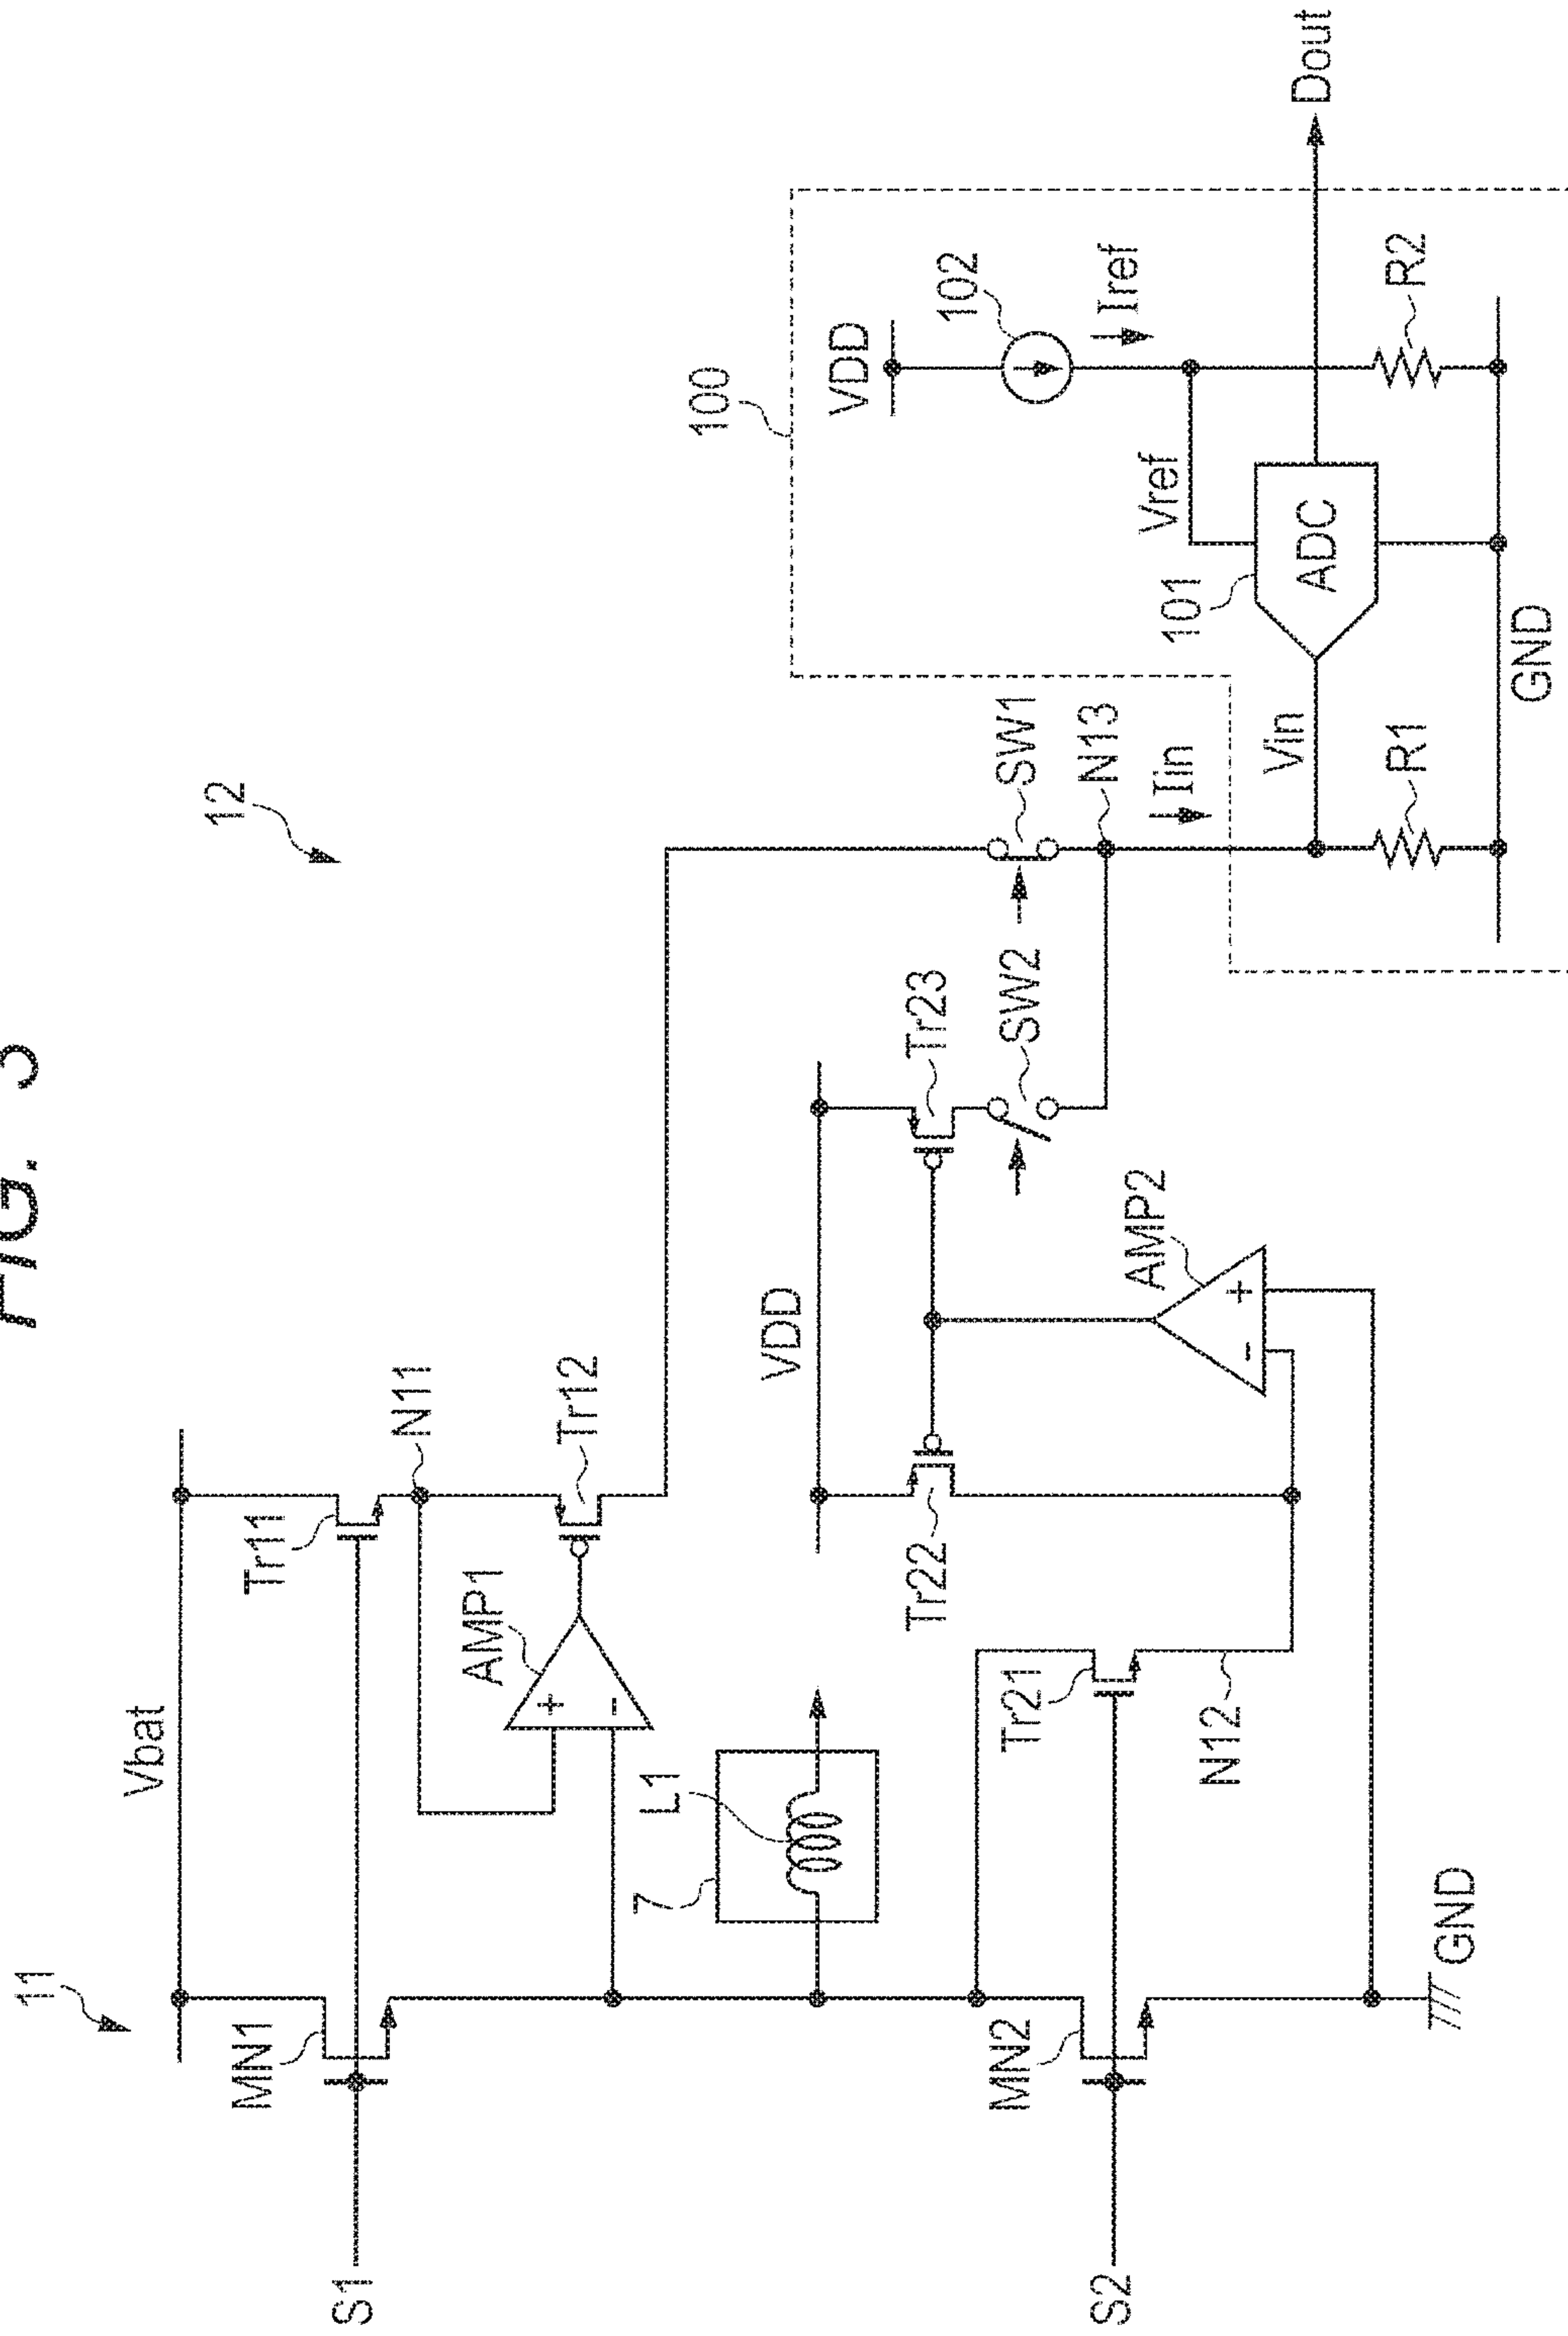 FIG. 3
11
12
Vbat
MN1
Tr11
N11
S1
AMP1
+
-
Tr12
7
L1
100
VDD
102
Iref
VDD
Tr22
Tr23
SW2
SW1
N13
Iin
Vref
101
ADC
Dout
Vin
R1
R2
GND
MN2
S2
Tr21
N12
AMP2
-
+
GND